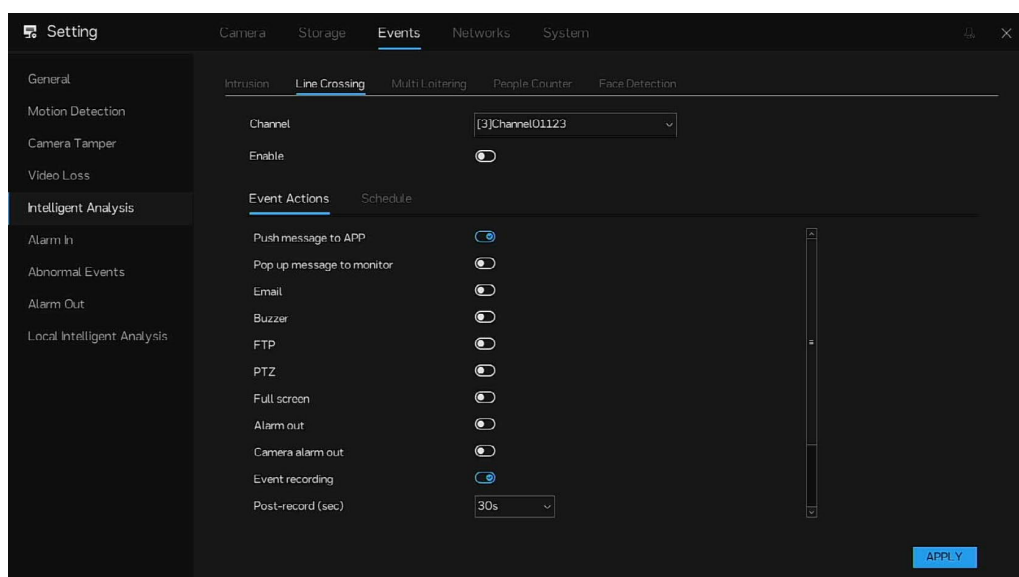 Setting
Camera Storage Events Networks System
General
Motion Detection
Camera Tamper
Video Loss
Intelligent Analysis
Alarm In
Abnormal Events
Alarm Out
Local Intelligent Analysis
Intrusion Line Crossing Multi Loitering People Counter Face Detection
Channel [3]Channel01123
Enable
Event Actions Schedule
Push message to APP
Pop up message to monitor
Email
Buzzer
FTP
PTZ
Full screen
Alarm out
Camera alarm out
Event recording
Post-record (sec) 30s
APPLY